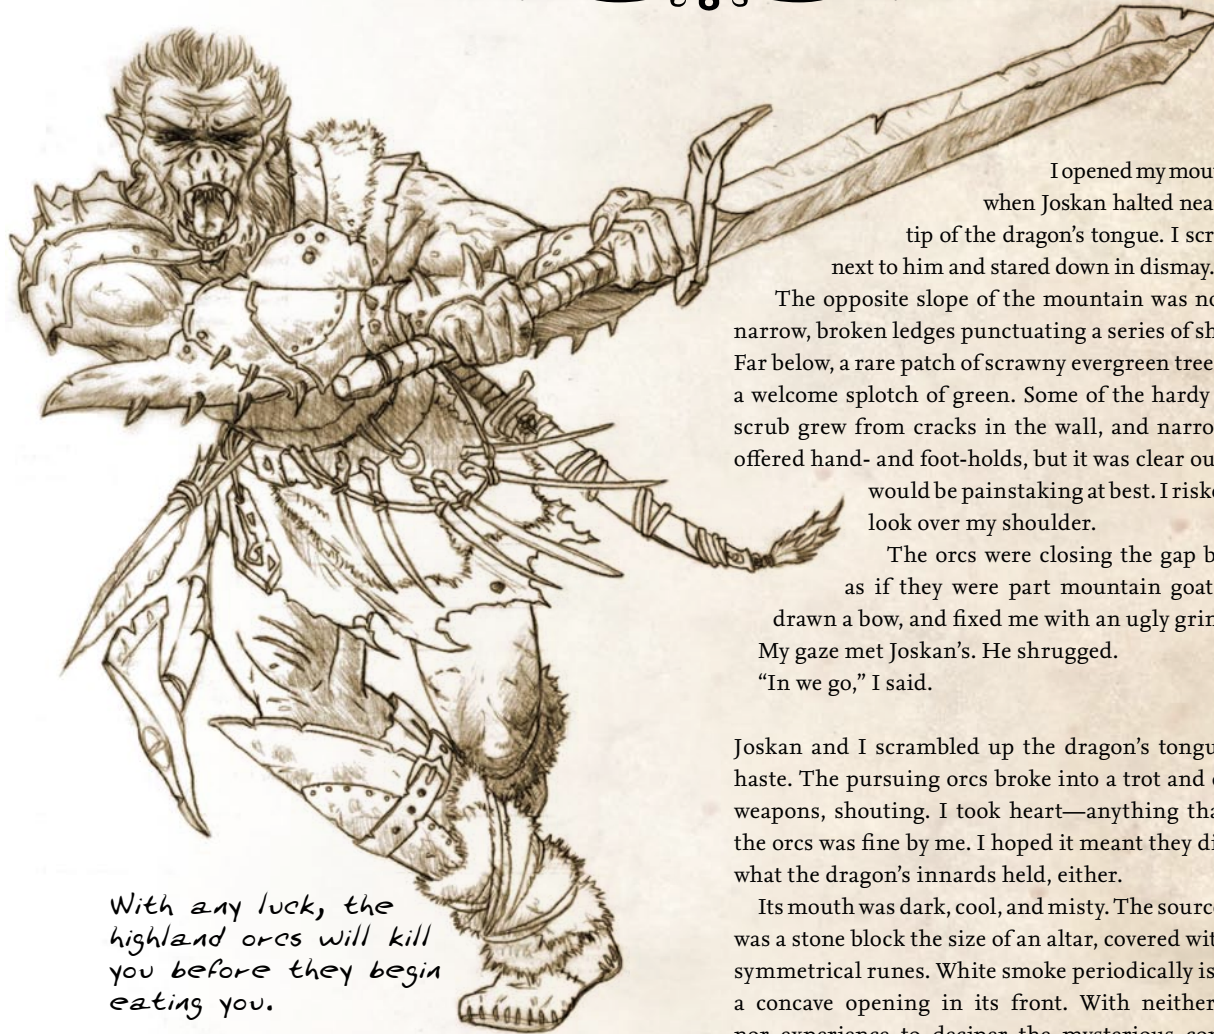 With any luck, the
highland orcs will kill
you before they begin
eating you.
I opened my
when Joskan halted
tip of the dragon’s tongue. I
next to him and stared down in dismay.
The opposite slope of the mountain was
narrow, broken ledges punctuating a series of
Far below, a rare patch of scrawny evergreen
a welcome splotch of green. Some of the hardy
scrub grew from cracks in the wall, and
offered hand- and foot-holds, but it was clear
would be painstaking at best. I
look over my shoulder.
The orcs were closing the gap
as if they were part mountain
drawn a bow, and fixed me with an ugly
My gaze met Joskan’s. He shrugged.
“In we go,” I said.
Joskan and I scrambled up the dragon’s
haste. The pursuing orcs broke into a trot and
weapons, shouting. I took heart—anything
the orcs was fine by me. I hoped it meant they
what the dragon’s innards held, either.
Its mouth was dark, cool, and misty. The
was a stone block the size of an altar, covered
symmetrical runes. White smoke periodically
a concave opening in its front. With
nor experience to decipher the mysterious